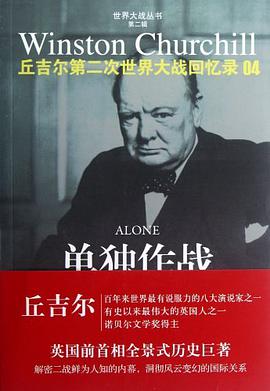 世界大战丛书
第二辑
Winston Churchill
丘吉尔第二次世界大战回忆录 04
ALONE
单独作战
丘吉尔
百年来世界最有说服力的八大演说家之一
有史以来最伟大的英国人之一
诺贝尔文学奖得主
英国前首相全景式历史巨著
解密二战鲜为人知的内幕，洞彻风云变幻的国际关系